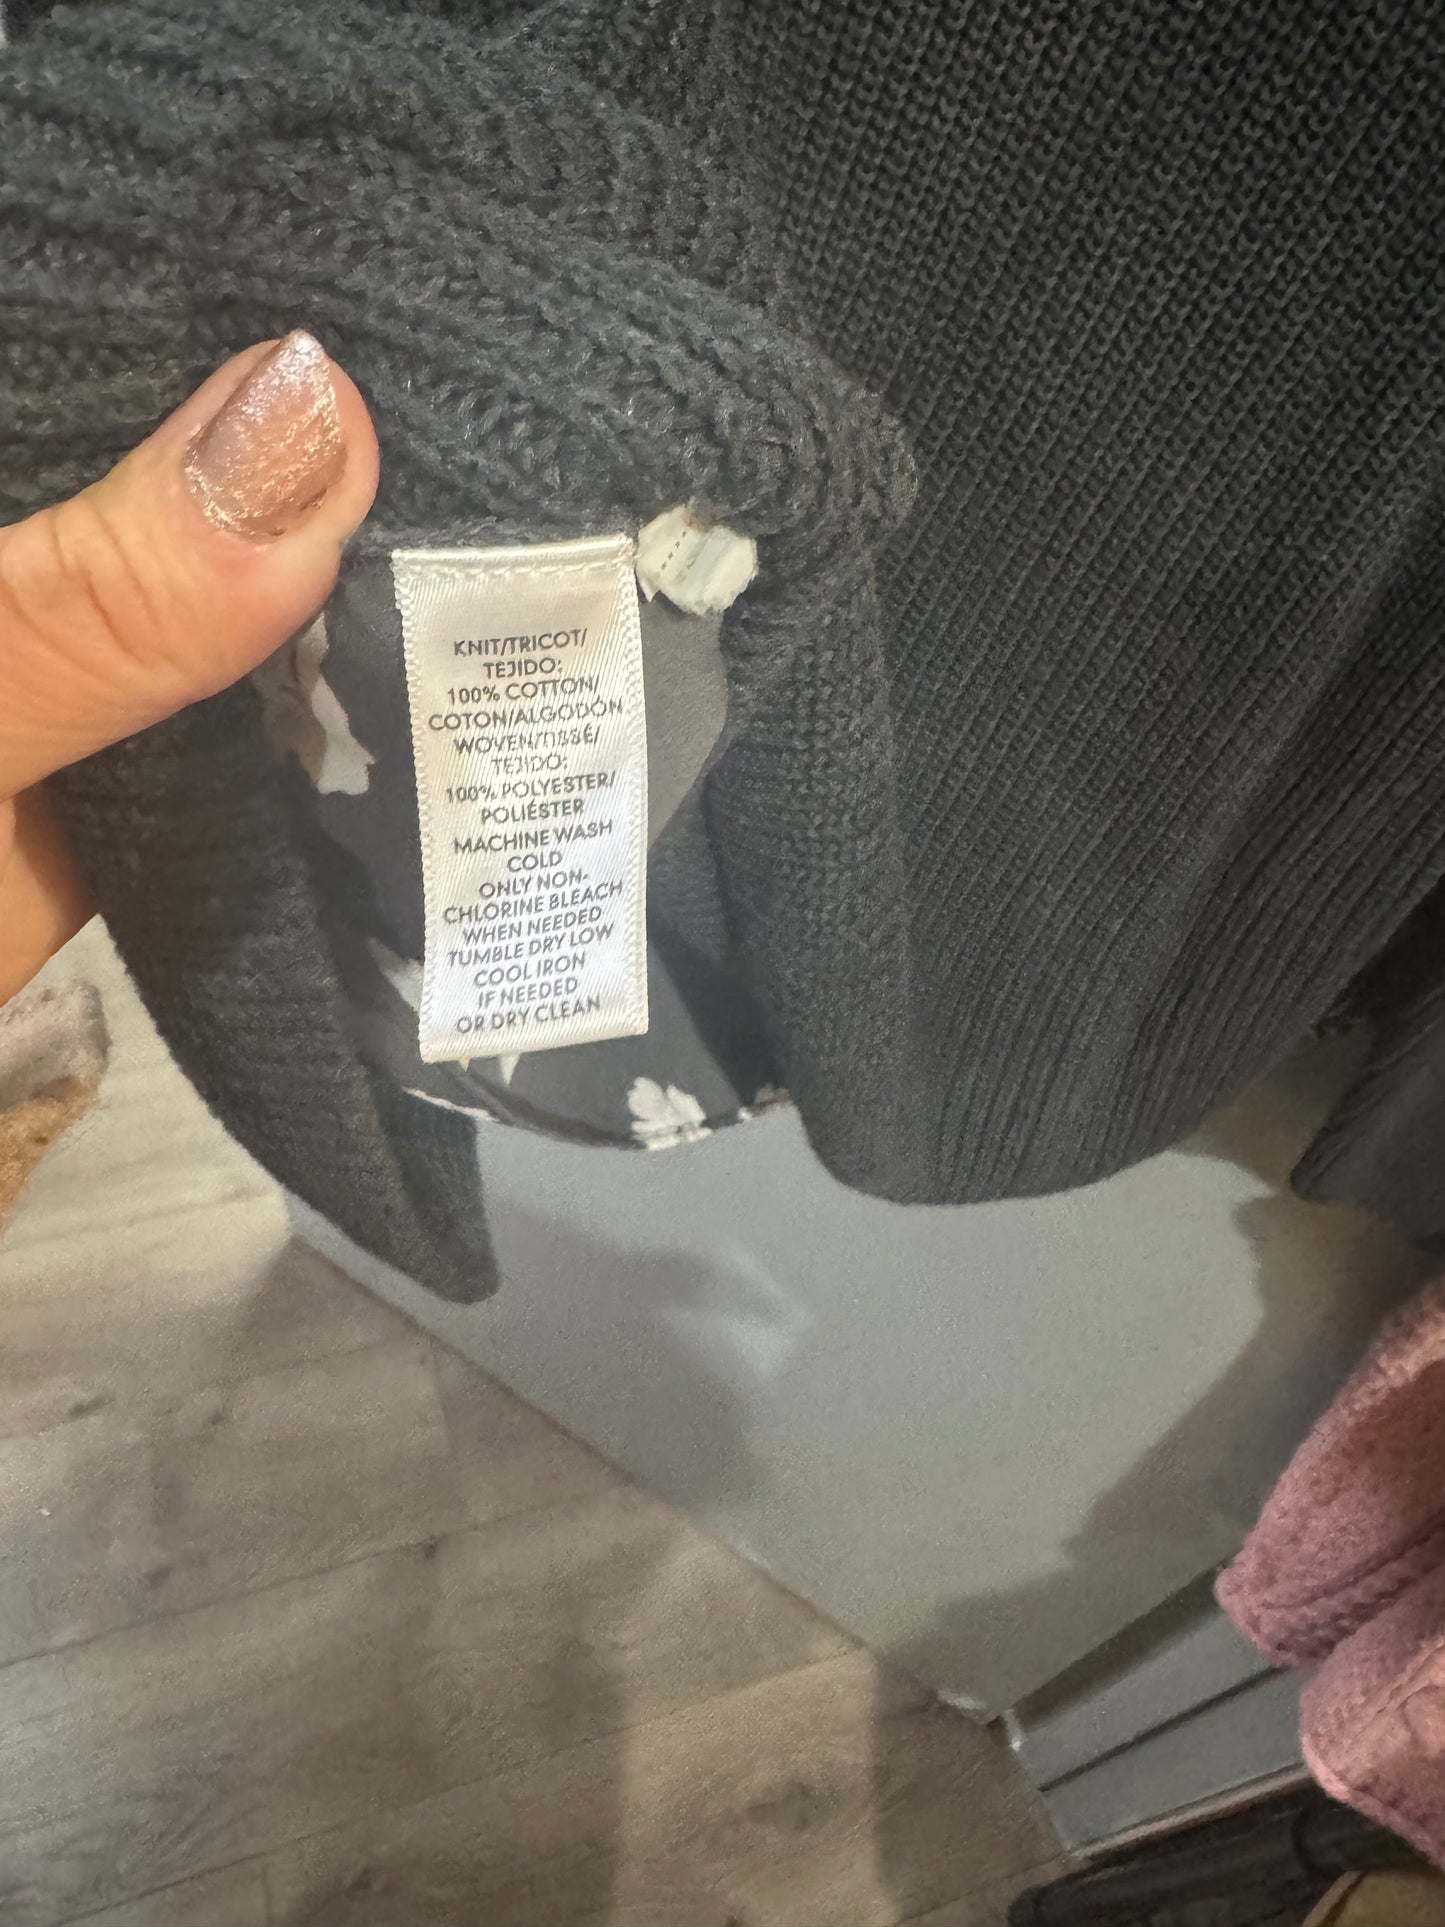 KNIT/TRICOT/
TEJIDO:
100% COTTON/
COTON/ALGODÓN
WOVEN/TISSÉ/
TEJIDO:
100% POLYESTER/
POLIÉSTER
MACHINE WASH
COLD
ONLY NON-
CHLORINE BLEACH
WHEN NEEDED
TUMBLE DRY LOW
COOL IRON
IF NEEDED
OR DRY CLEAN